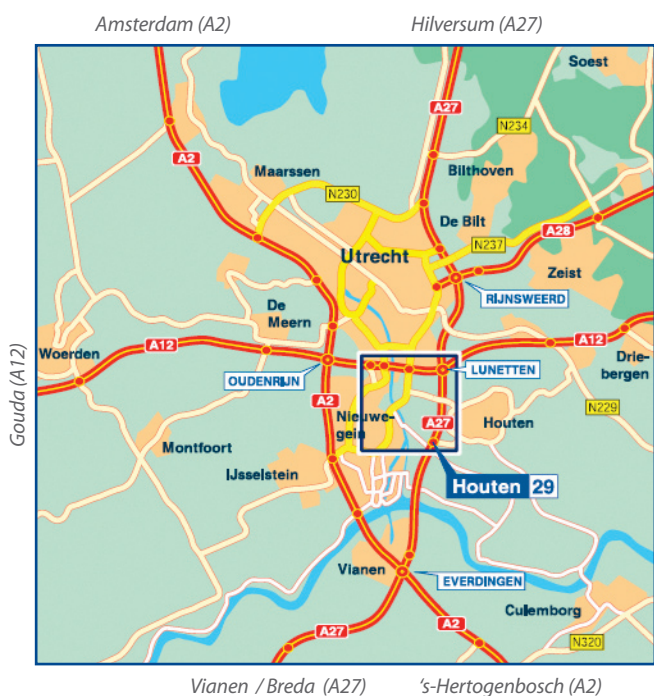 Amsterdam (A2)
Hilversum (A27)
Soest
A27
N234
A2
Maarssen
Bilthoven
N230
De Bilt
A28
N237
Utrecht
Zeist
RIJNSWEERD
De
Meern
A12
A12
Woerden
Drie-
bergen
OUDENRIJN
LUNETTEN
Gouda (A12)
A2
N229
Nieuwe-
gein
A27
Houten
Montfoort
IJsselstein
Houten 29
Vianen
EVERDINGEN
Culemborg
A27
A2
N320
Vianen / Breda (A27)
's-Hertogenbosch (A2)